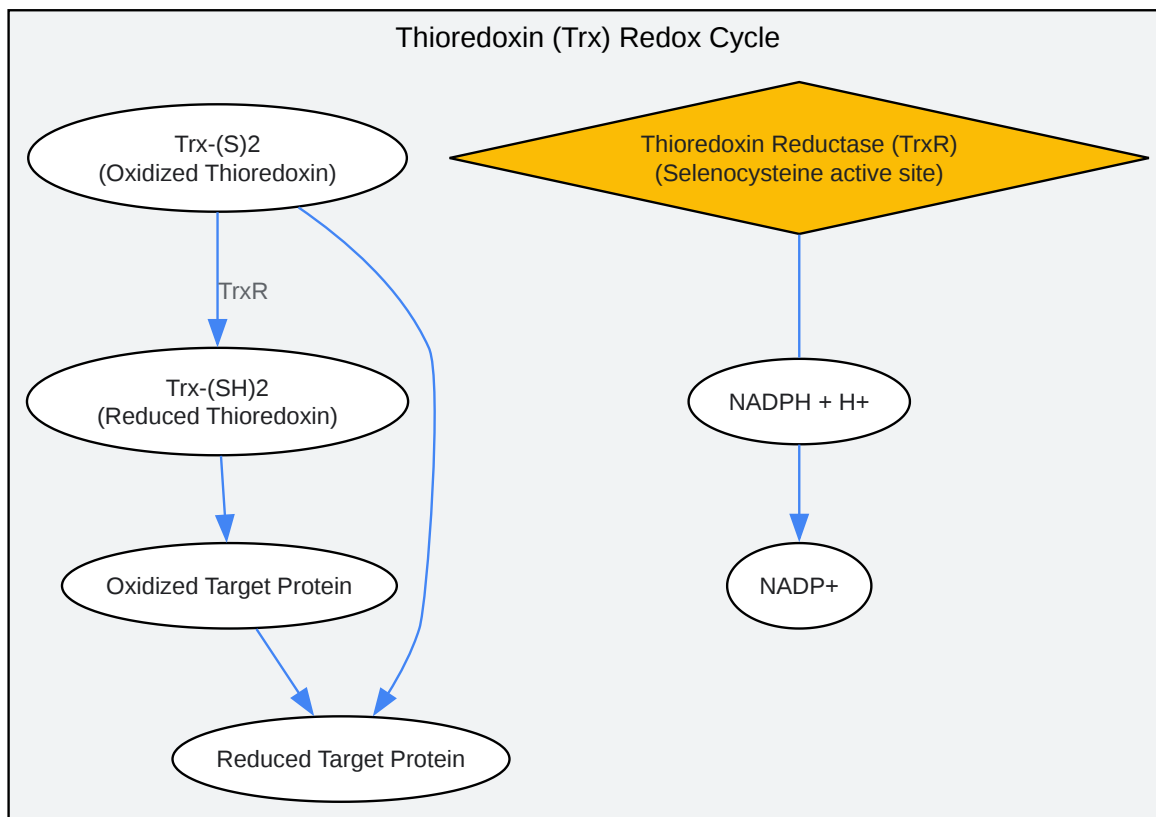 Thioredoxin (Trx) Redox Cycle
Trx-(S)2
(Oxidized Thioredoxin)
Thioredoxin Reductase (TrxR)
(Selenocysteine active site)
TrxR
Trx-(SH)2
(Reduced Thioredoxin)
NADPH + H+
Oxidized Target Protein
NADP+
Reduced Target Protein